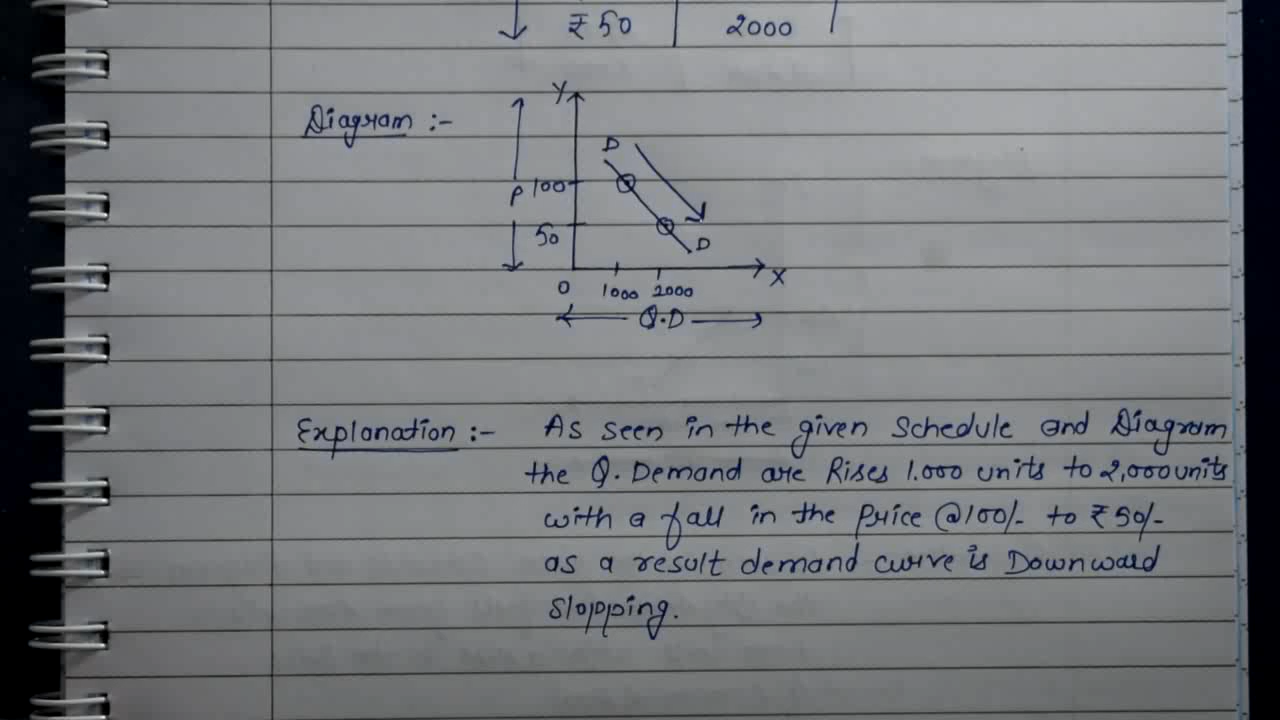 ₹50 2000
Diagram :-
Y
D
P 100
50
D
O 1000 2000 X
Q.D
Explanation :- As seen in the given Schedule and Diagram
the Q. Demand are Rises 1.000 units to 2,000 units
with a fall in the Price @100/- to ₹50/-
as a result demand curve is Downward
Slopping.